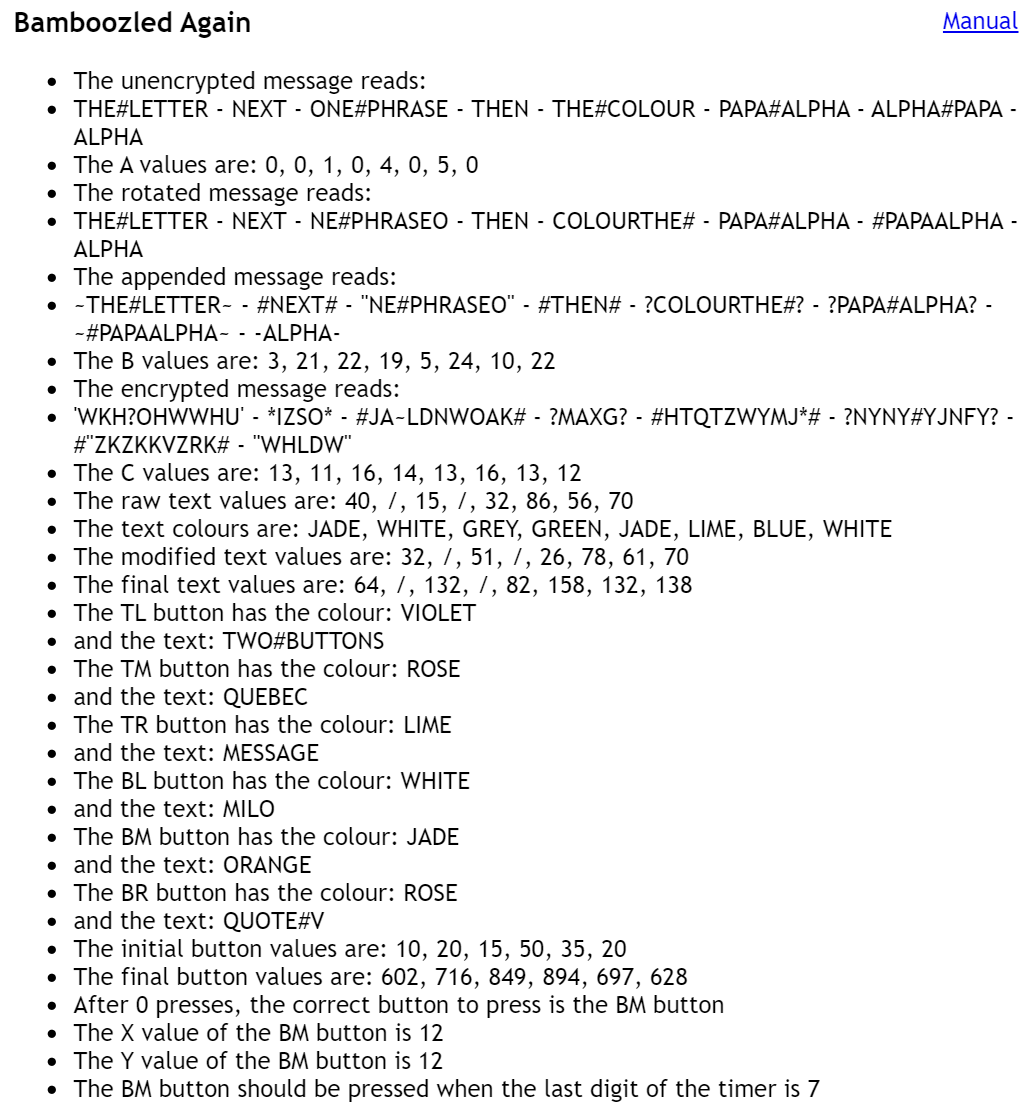 Bamboozled Again
Manual
• The unencrypted message reads:
• THE#LETTER - NEXT - ONE#PHRASE - THEN - THE#COLOUR - PAPA#ALPHA - ALPHA#PAPA -
ALPHA
• The A values are: 0, 0, 1, 0, 4, 0, 5, 0
• The rotated message reads:
• THE#LETTER - NEXT - NE#PHRASEO - THEN - COLOURTHE# - PAPA#ALPHA - #PAPAALPHA -
ALPHA
• The appended message reads:
• ~THE#LETTER~ - #NEXT# - "NE#PHRASEO" - #THEN# - ?COLOURTHE#? - ?PAPA#ALPHA? -
~#PAPAALPHA~ - -ALPHA-
• The B values are: 3, 21, 22, 19, 5, 24, 10, 22
• The encrypted message reads:
• 'WKH?OHWWHU' - *IZSO* - #JA~LDNWOAK# - ?MAXG? - #HTQTZWYMJ*# - ?NYNY#YJNFY? -
#"ZKZKKVZRK# - "WHLDW"
• The C values are: 13, 11, 16, 14, 13, 16, 13, 12
• The raw text values are: 40, /, 15, /, 32, 86, 56, 70
• The text colours are: JADE, WHITE, GREY, GREEN, JADE, LIME, BLUE, WHITE
• The modified text values are: 32, /, 51, /, 26, 78, 61, 70
• The final text values are: 64, /, 132, /, 82, 158, 132, 138
• The TL button has the colour: VIOLET
• and the text: TWO#BUTTONS
• The TM button has the colour: ROSE
• and the text: QUEBEC
• The TR button has the colour: LIME
• and the text: MESSAGE
• The BL button has the colour: WHITE
• and the text: MILO
• The BM button has the colour: JADE
• and the text: ORANGE
• The BR button has the colour: ROSE
• and the text: QUOTE#V
• The initial button values are: 10, 20, 15, 50, 35, 20
• The final button values are: 602, 716, 849, 894, 697, 628
• After 0 presses, the correct button to press is the BM button
• The X value of the BM button is 12
• The Y value of the BM button is 12
• The BM button should be pressed when the last digit of the timer is 7